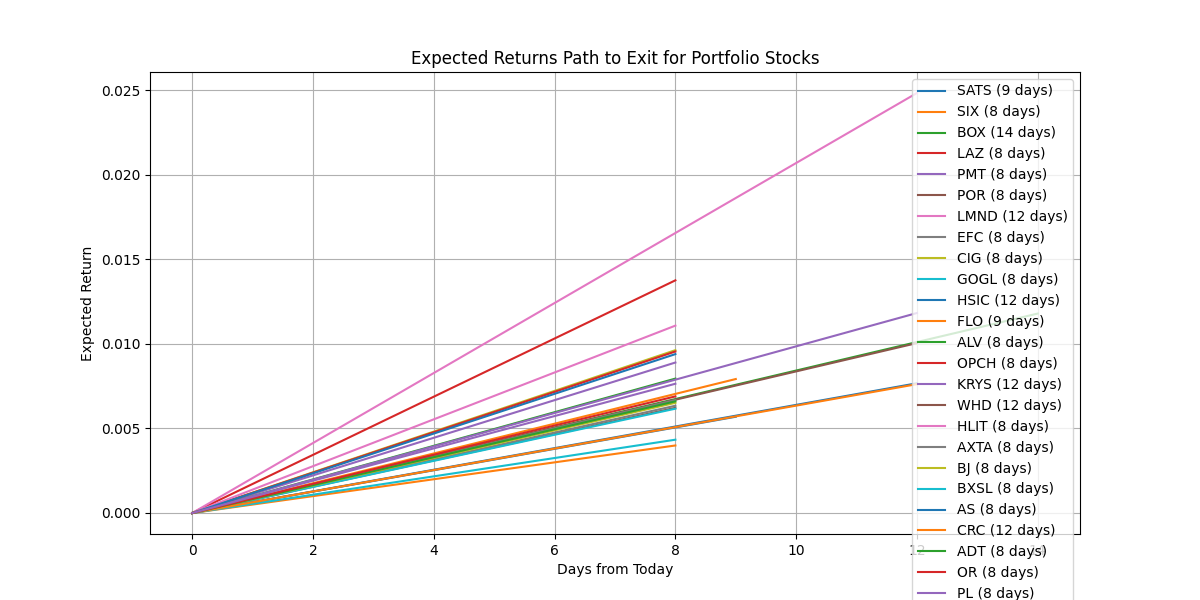 Expected Returns Path to Exit for Portfolio Stocks
Expected Return
0.025
0.020
0.015
0.010
0.005
0.000
0 2 4 6 8 10 12
Days from Today
SATS (9 days)
SIX (8 days)
BOX (14 days)
LAZ (8 days)
PMT (8 days)
POR (8 days)
LMND (12 days)
EFC (8 days)
CIG (8 days)
GOGL (8 days)
HSIC (12 days)
FLO (9 days)
ALV (8 days)
OPCH (8 days)
KRYS (12 days)
WHD (12 days)
HLIT (8 days)
AXTA (8 days)
BJ (8 days)
BXSL (8 days)
AS (8 days)
CRC (12 days)
ADT (8 days)
OR (8 days)
PL (8 days)